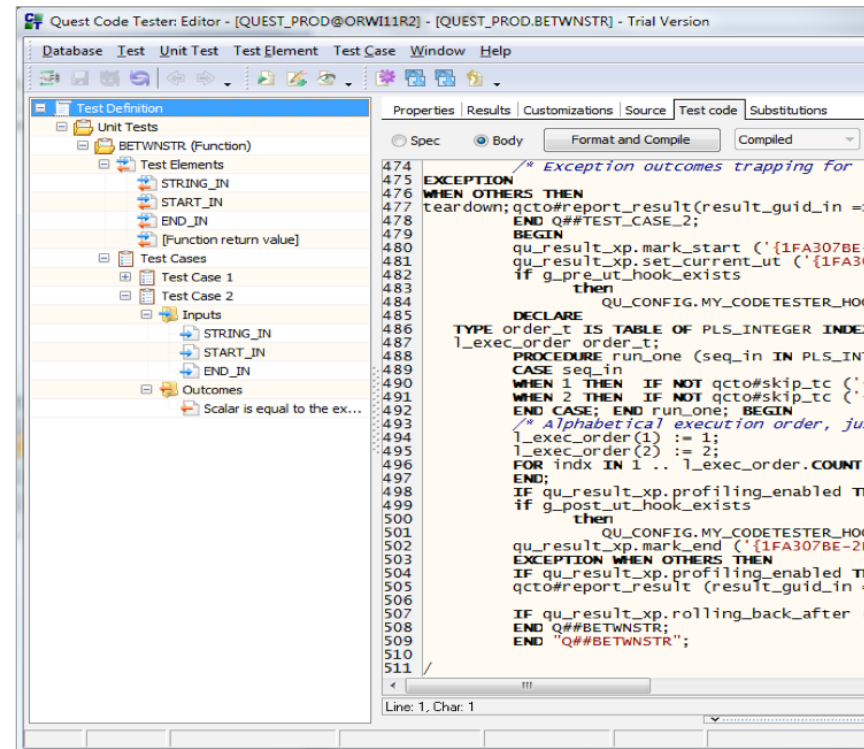 Quest Code Tester: Editor - [QUEST_PROD@ORWI11R2] - [QUEST_PROD.BETWNSTR] - Trial Version
Database Test Unit Test Test Element Test Case Window Help
Test Definition
Unit Tests
BETWNSTR (Function)
Test Elements
STRING_IN
START_IN
END_IN
[Function return value]
Test Cases
Test Case 1
Test Case 2
Inputs
STRING_IN
START_IN
END_IN
Outcomes
Scalar is equal to the ex...
Properties Results Customizations Source Test code Substitutions
Spec Body Format and Compile Compiled
474 /* Exception outcomes trapping for
475 EXCEPTION
476 WHEN OTHERS THEN
477 teardown;qcto#report_result(result_guid_in =
478 END Q##TEST_CASE_2;
479 BEGIN
480 qu_result_xp.mark_start ('{1FA307BE-
481 qu_result_xp.set_current_ut ('{1FA3
482 if g_pre_ut_hook_exists
483 then
484 QU_CONFIG.MY_CODETESTER_HO
485 DECLARE
486 TYPE order_t IS TABLE OF PLS_INTEGER INDE
487 l_exec_order order_t;
488 PROCEDURE run_one (seq_in IN PLS_IN
489 CASE seq_in
490 WHEN 1 THEN IF NOT qcto#skip_tc ('
491 WHEN 2 THEN IF NOT qcto#skip_tc ('
492 END CASE; END run_one; BEGIN
493 /* Alphabetical execution order, ju
494 l_exec_order(1) := 1;
495 l_exec_order(2) := 2;
496 FOR indx IN 1 .. l_exec_order.COUNT
497 END;
498 IF qu_result_xp.profiling_enabled T
499 if g_post_ut_hook_exists
500 then
501 QU_CONFIG.MY_CODETESTER_HO
502 qu_result_xp.mark_end ('{1FA307BE-2
503 EXCEPTION WHEN OTHERS THEN
504 IF qu_result_xp.profiling_enabled T
505 qcto#report_result (result_guid_in =
506
507 IF qu_result_xp.rolling_back_after
508 END Q##BETWNSTR;
509 END "Q##BETWNSTR";
510
511 /
Line: 1, Char: 1